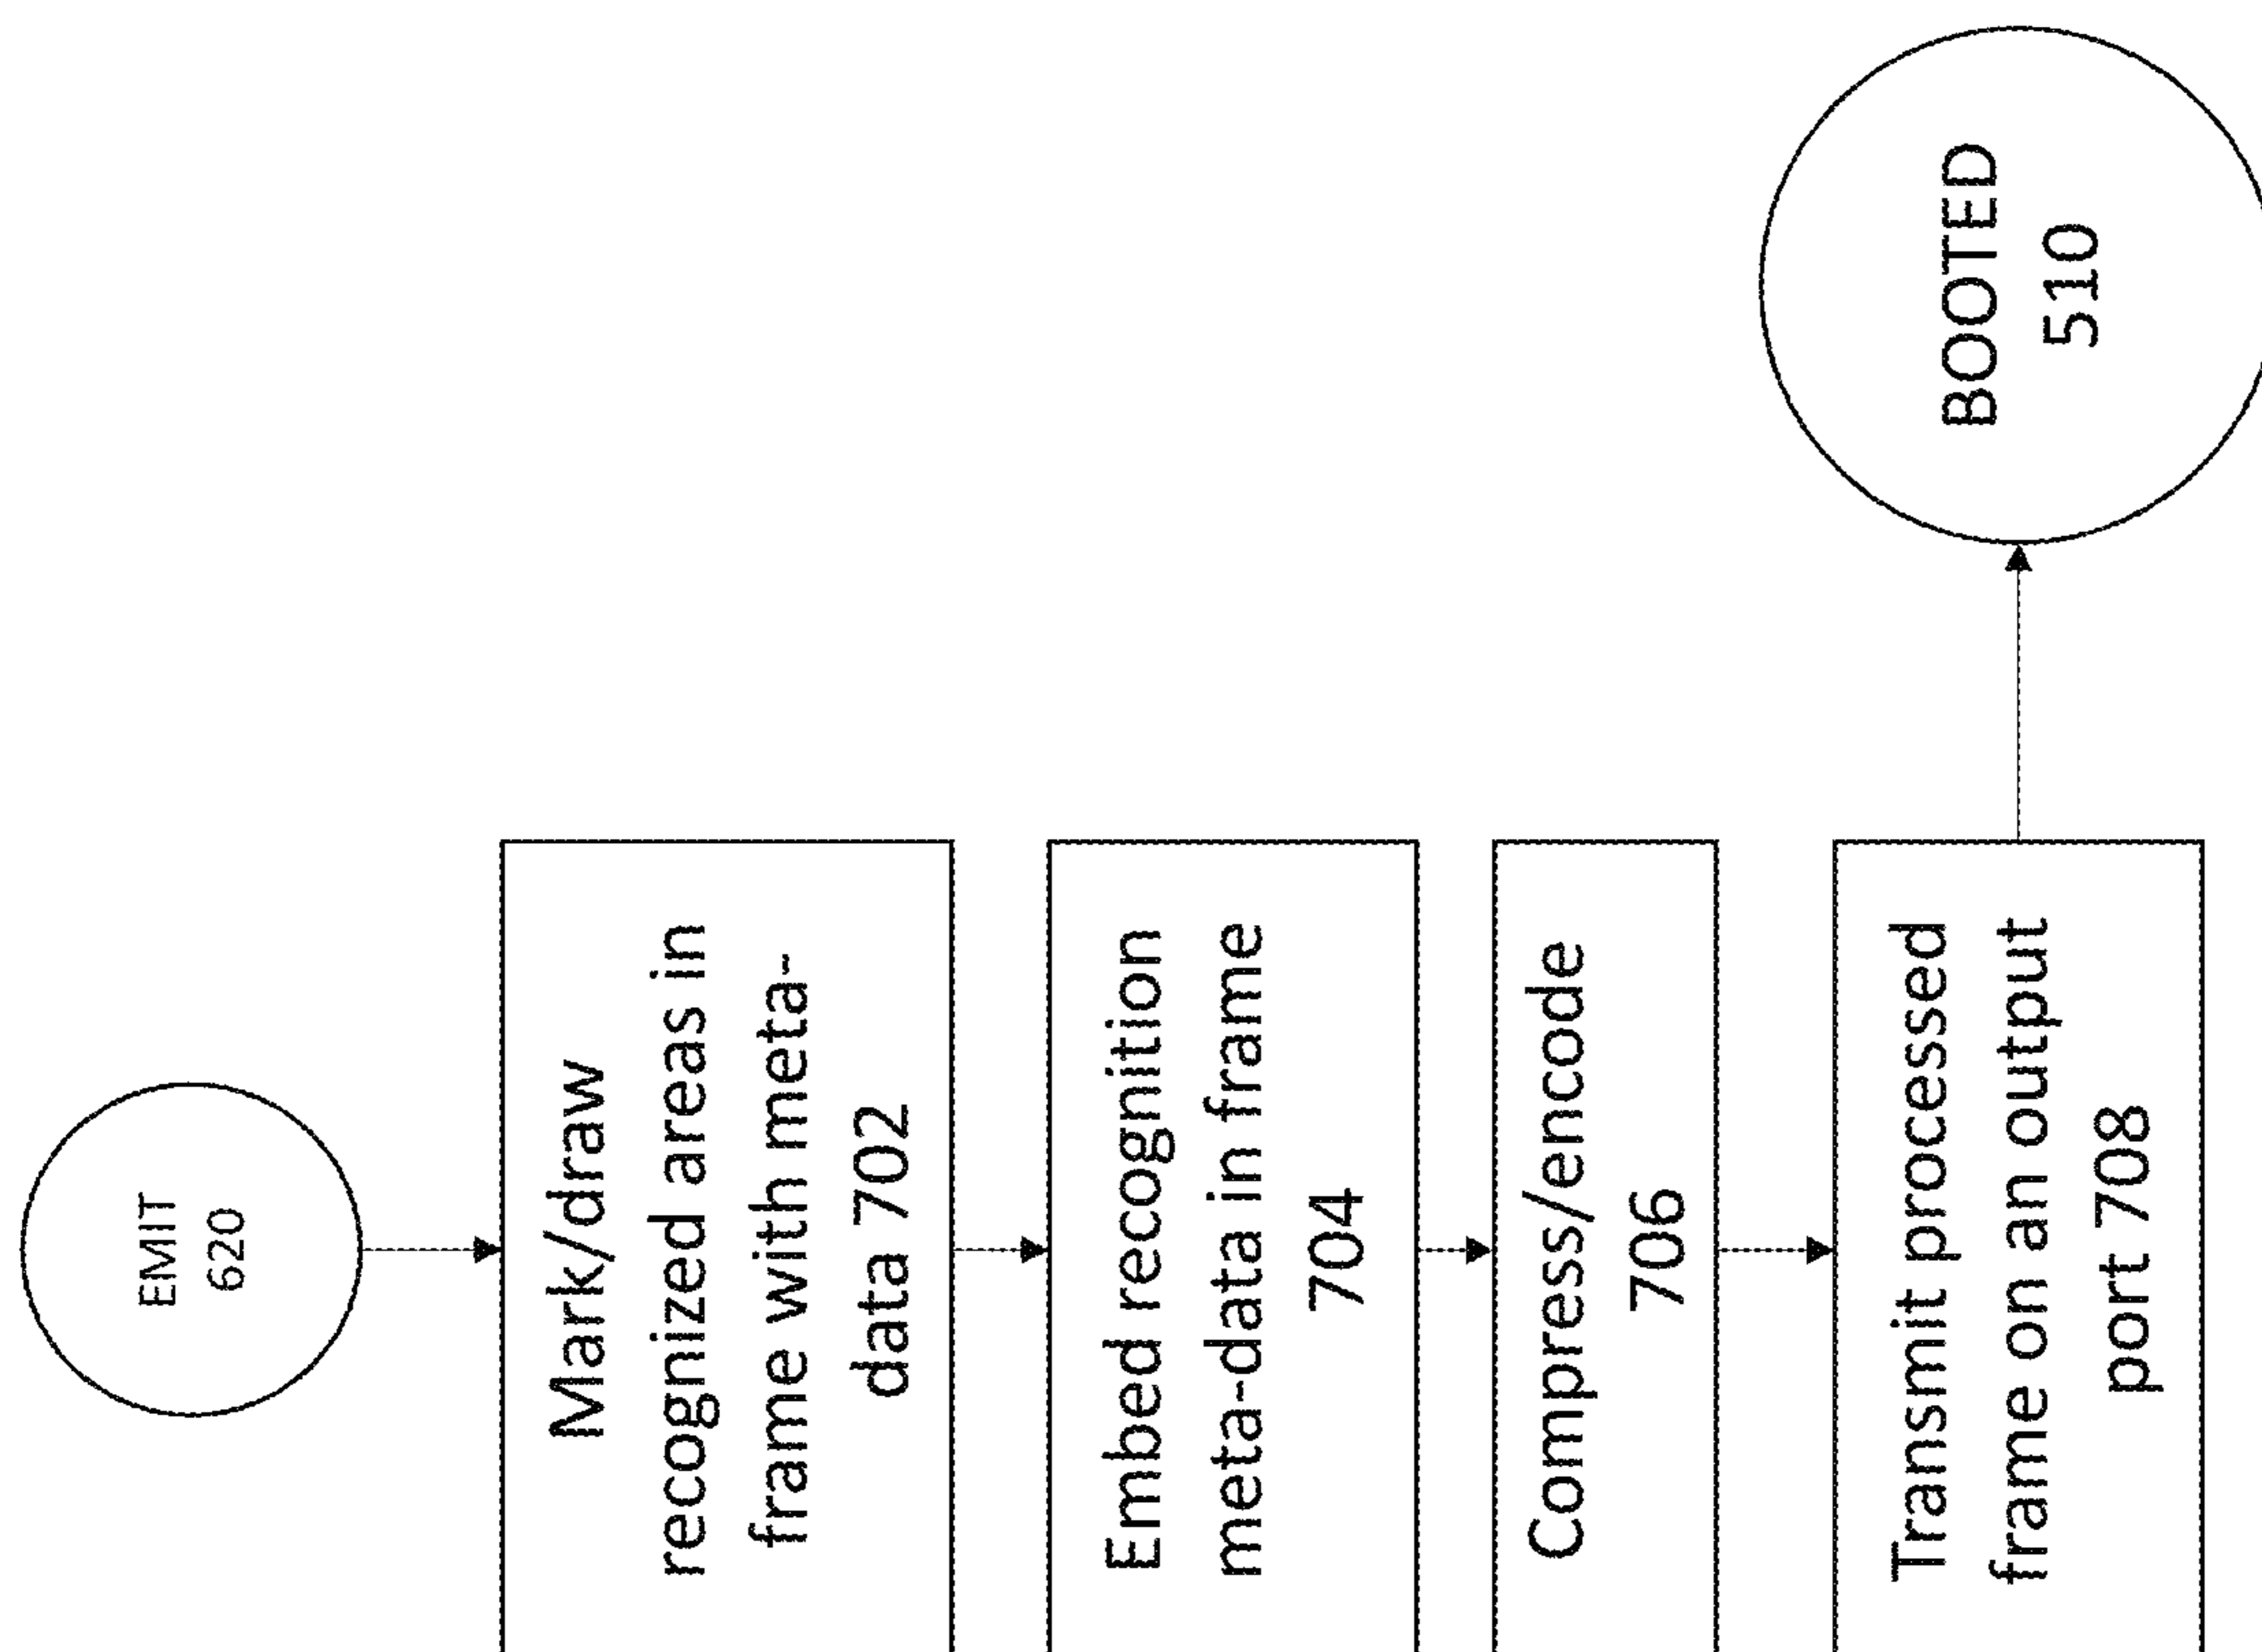 EMIT
620
Mark/draw
recognized areas in
frame with meta-
data 702
Embed recognition
meta-data in frame
704
Compress/encode
706
Transmit processed
frame on an output
port 708
BOOTED
510